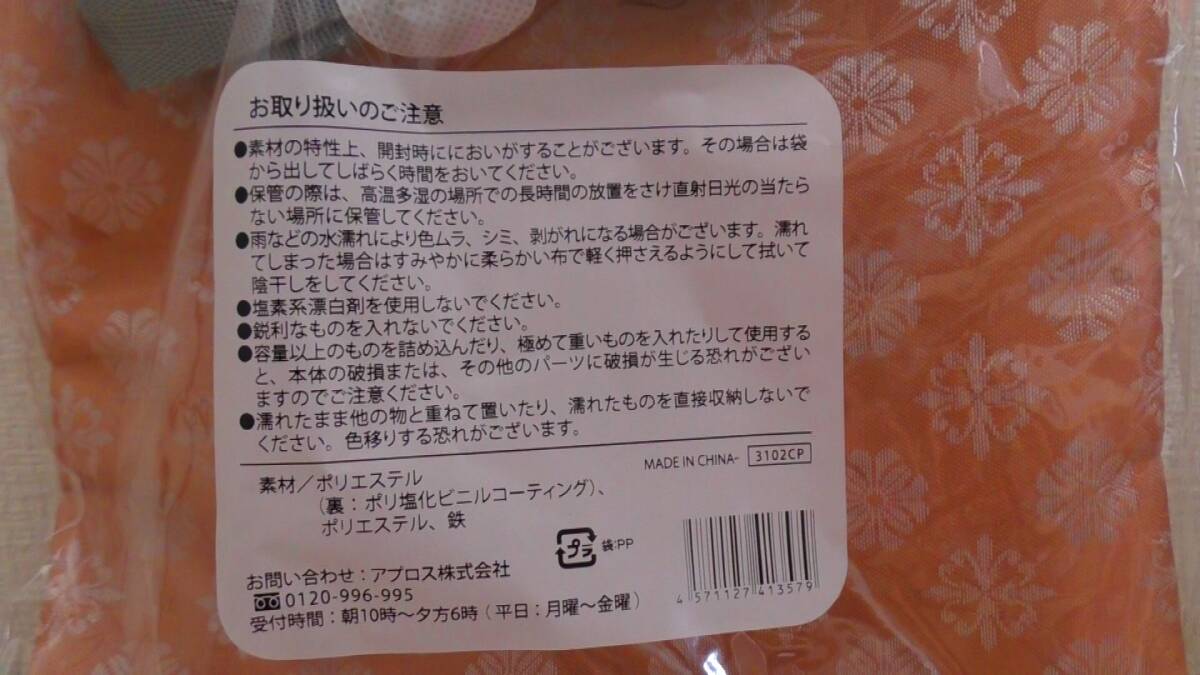 お取り扱いのご注意
●素材の特性上、開封時ににおいがすることがございます。その場合は袋
から出してしばらく時間をおいてください。
●保管の際は、高温多湿の場所での長時間の放置をさけ直射日光の当たら
ない場所に保管してください。
●雨などの水濡れにより色ムラ、シミ、剥がれになる場合がございます。濡れ
てしまった場合はすみやかに柔らかい布で軽く押さえるようにして拭いて
陰干しをしてください。
●塩素系漂白剤を使用しないでください。
●鋭利なものを入れないでください。
●容量以上のものを詰め込んだり、極めて重いものを入れたりして使用する
と、本体の破損または、その他のパーツに破損が生じる恐れがござい
ますのでご注意ください。
●濡れたまま他の物と重ねて置いたり、濡れたものを直接収納しないで
ください。色移りする恐れがございます。
素材／ポリエステル
（裏：ポリ塩化ビニルコーティング）、
ポリエステル、鉄
MADE IN CHINA- 3102CP
プラ 袋:PP
お問い合わせ：アプロス株式会社
0120-996-995
受付時間：朝10時～夕方6時（平日：月曜～金曜）
4 571127 413579